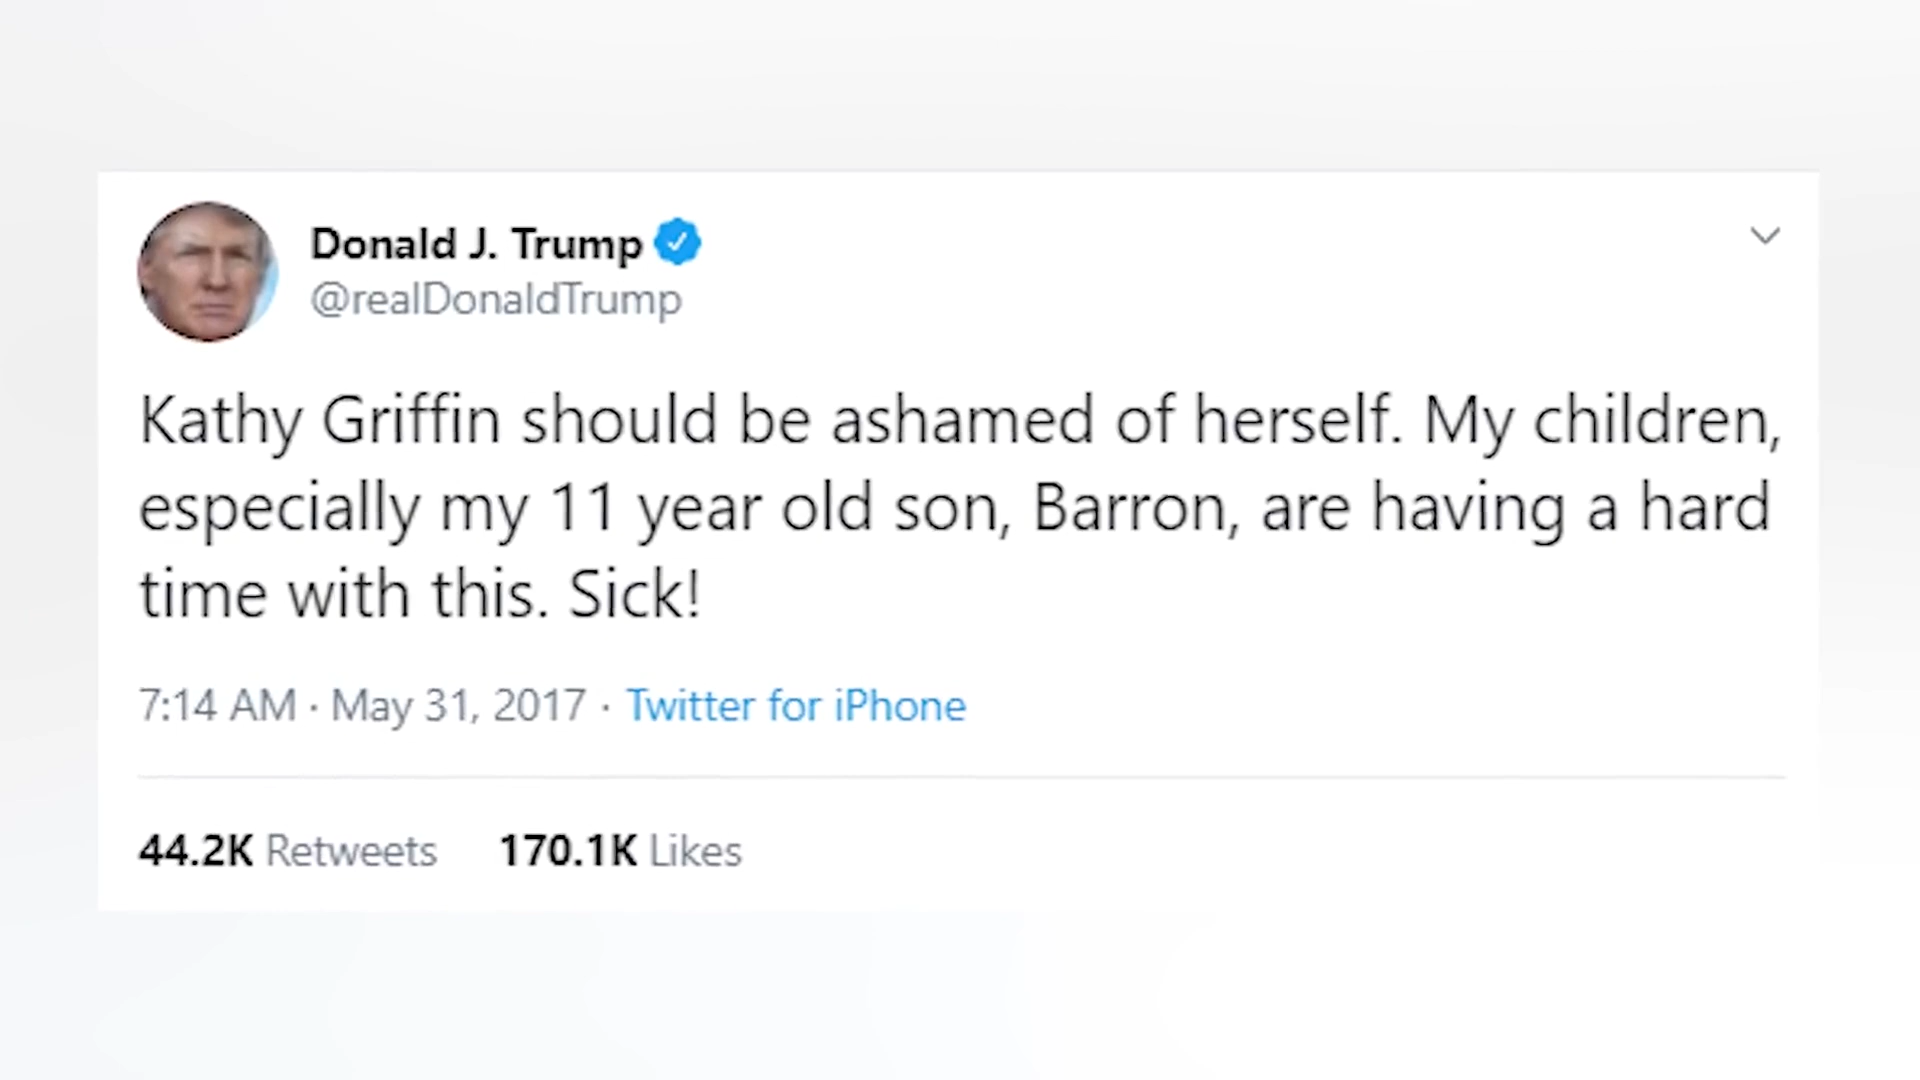 Donald J. Trump
@realDonaldTrump
Kathy Griffin should be ashamed of herself. My children,
especially my 11 year old son, Barron, are having a hard
time with this. Sick!
7:14 AM · May 31, 2017 · Twitter for iPhone
44.2K Retweets 170.1K Likes